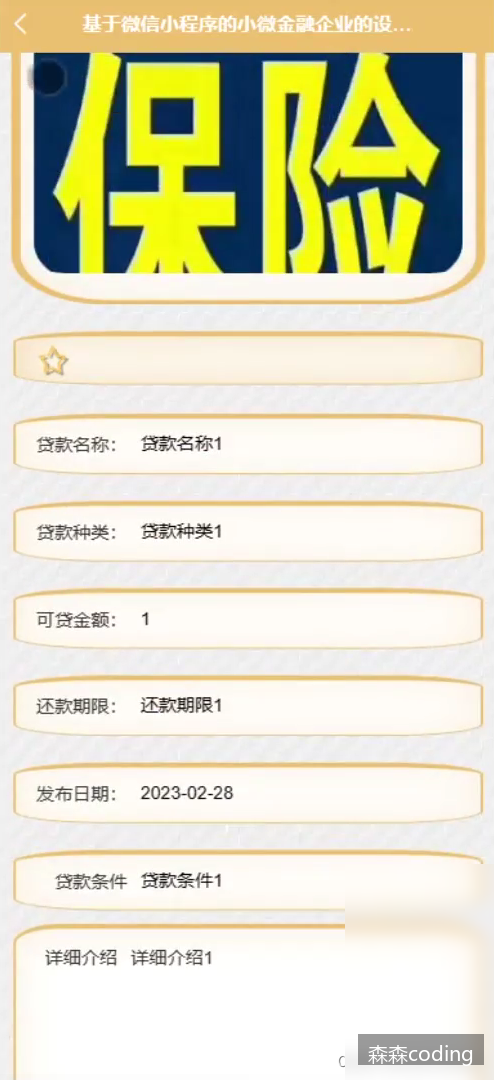 基于微信小程序的小微金融企业的设...
保险
贷款名称： 贷款名称1
贷款种类： 贷款种类1
可贷金额： 1
还款期限： 还款期限1
发布日期： 2023-02-28
贷款条件 贷款条件1
详细介绍 详细介绍1
森森coding